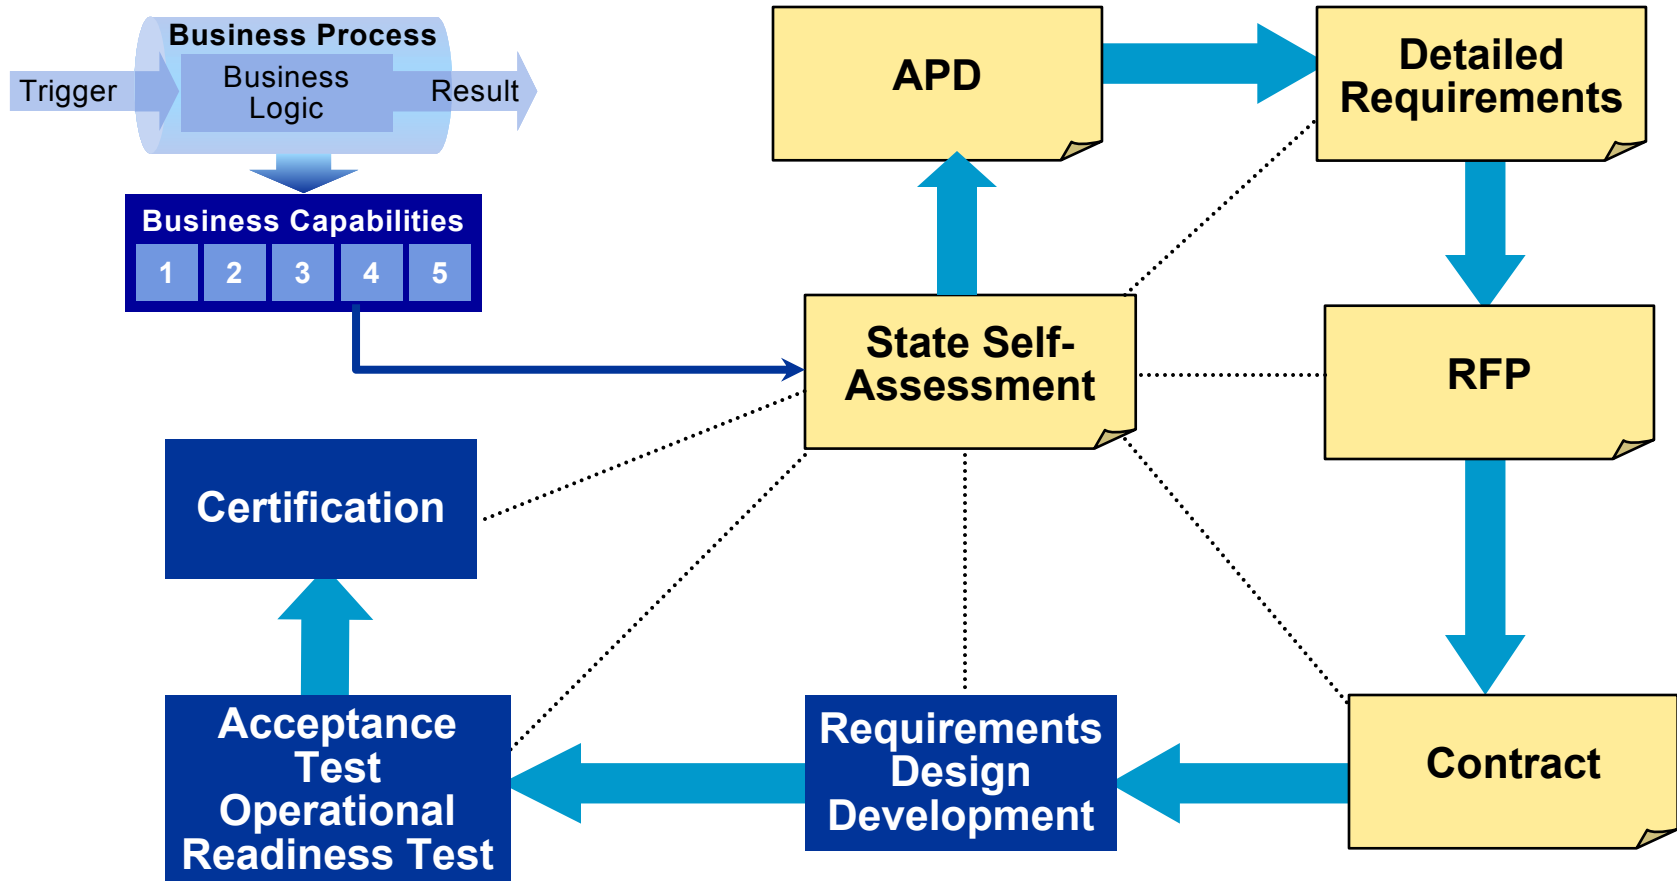 Business Process
Trigger
Business
Logic
Result
Business Capabilities
1 2 3 4 5
APD
Detailed
Requirements
State Self-
Assessment
RFP
Certification
Acceptance
Test
Operational
Readiness Test
Requirements
Design
Development
Contract